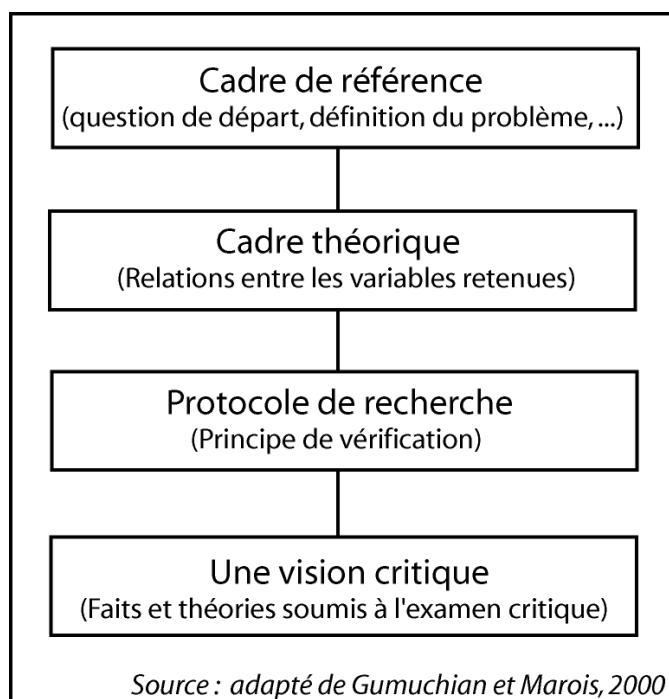 Cadre de référence
(question de départ, définition du problème, ...)
Cadre théorique
(Relations entre les variables retenues)
Protocole de recherche
(Principe de vérification)
Une vision critique
(Faits et théories soumis à l'examen critique)
Source : adapté de Gumuchian et Marois, 2000